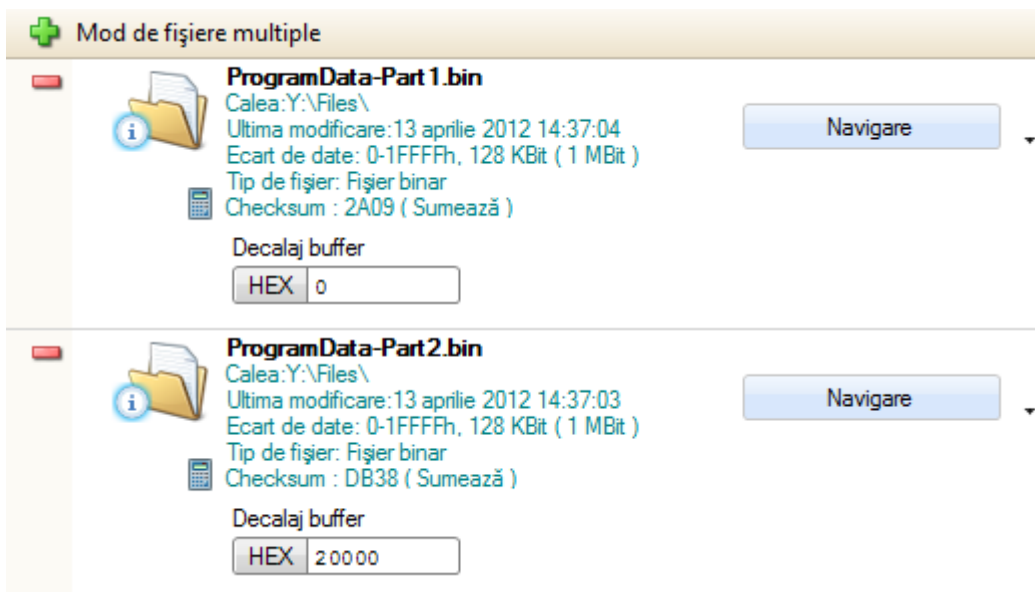 Mod de fişiere multiple
ProgramData-Part1.bin
Calea:Y:\Files\
Ultima modificare:13 aprilie 2012 14:37:04
Ecart de date: 0-1FFFFh, 128 KBit ( 1 MBit )
Tip de fişier: Fişier binar
Checksum : 2A09 ( Sumează )
Navigare
Decalaj buffer
HEX 0
ProgramData-Part2.bin
Calea:Y:\Files\
Ultima modificare:13 aprilie 2012 14:37:03
Ecart de date: 0-1FFFFh, 128 KBit ( 1 MBit )
Tip de fişier: Fişier binar
Checksum : DB38 ( Sumează )
Navigare
Decalaj buffer
HEX 20000